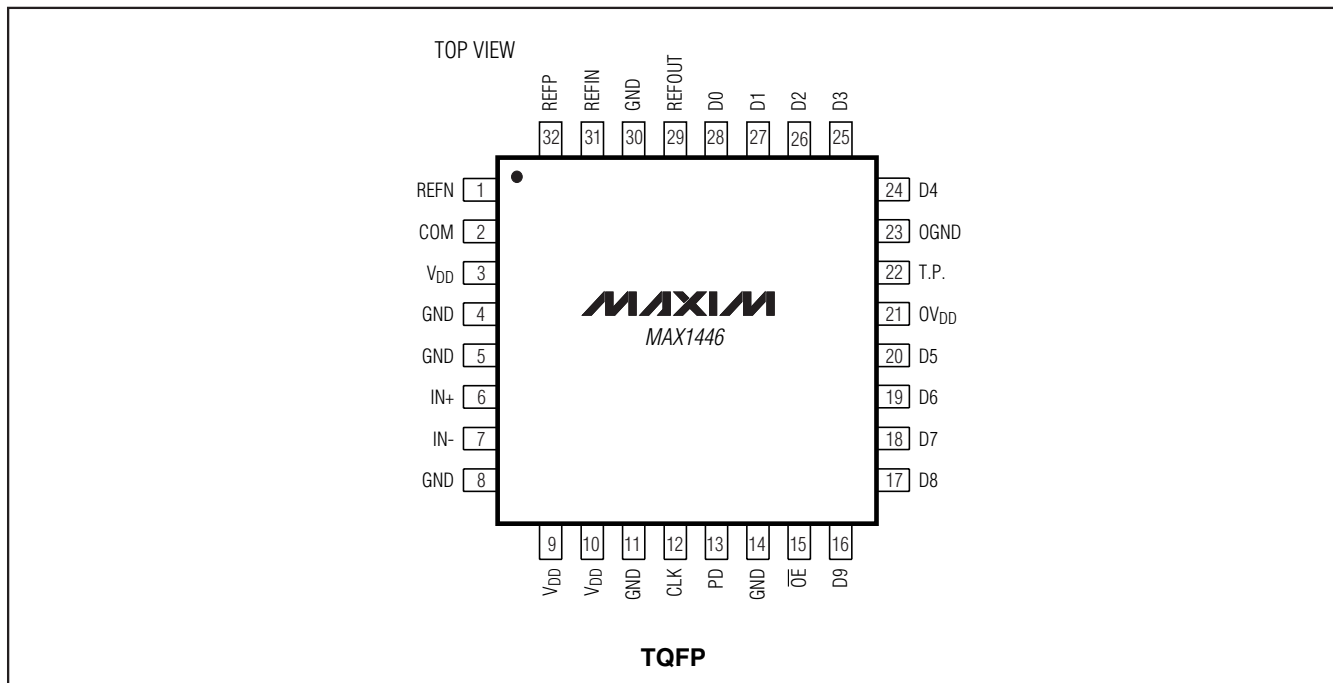 TOP VIEW
REFP
REFIN
GND
REFOUT
D0
D1
D2
D3
32
31
30
29
28
27
26
25
REFN 1
COM 2
VDD 3
GND 4
GND 5
IN+ 6
IN- 7
GND 8
MAXIM
MAX1446
24 D4
23 OGND
22 T.P.
21 OVDD
20 D5
19 D6
18 D7
17 D8
9
10
11
12
13
14
15
16
VDD
VDD
GND
CLK
PD
GND
O̅E̅
D9
TQFP